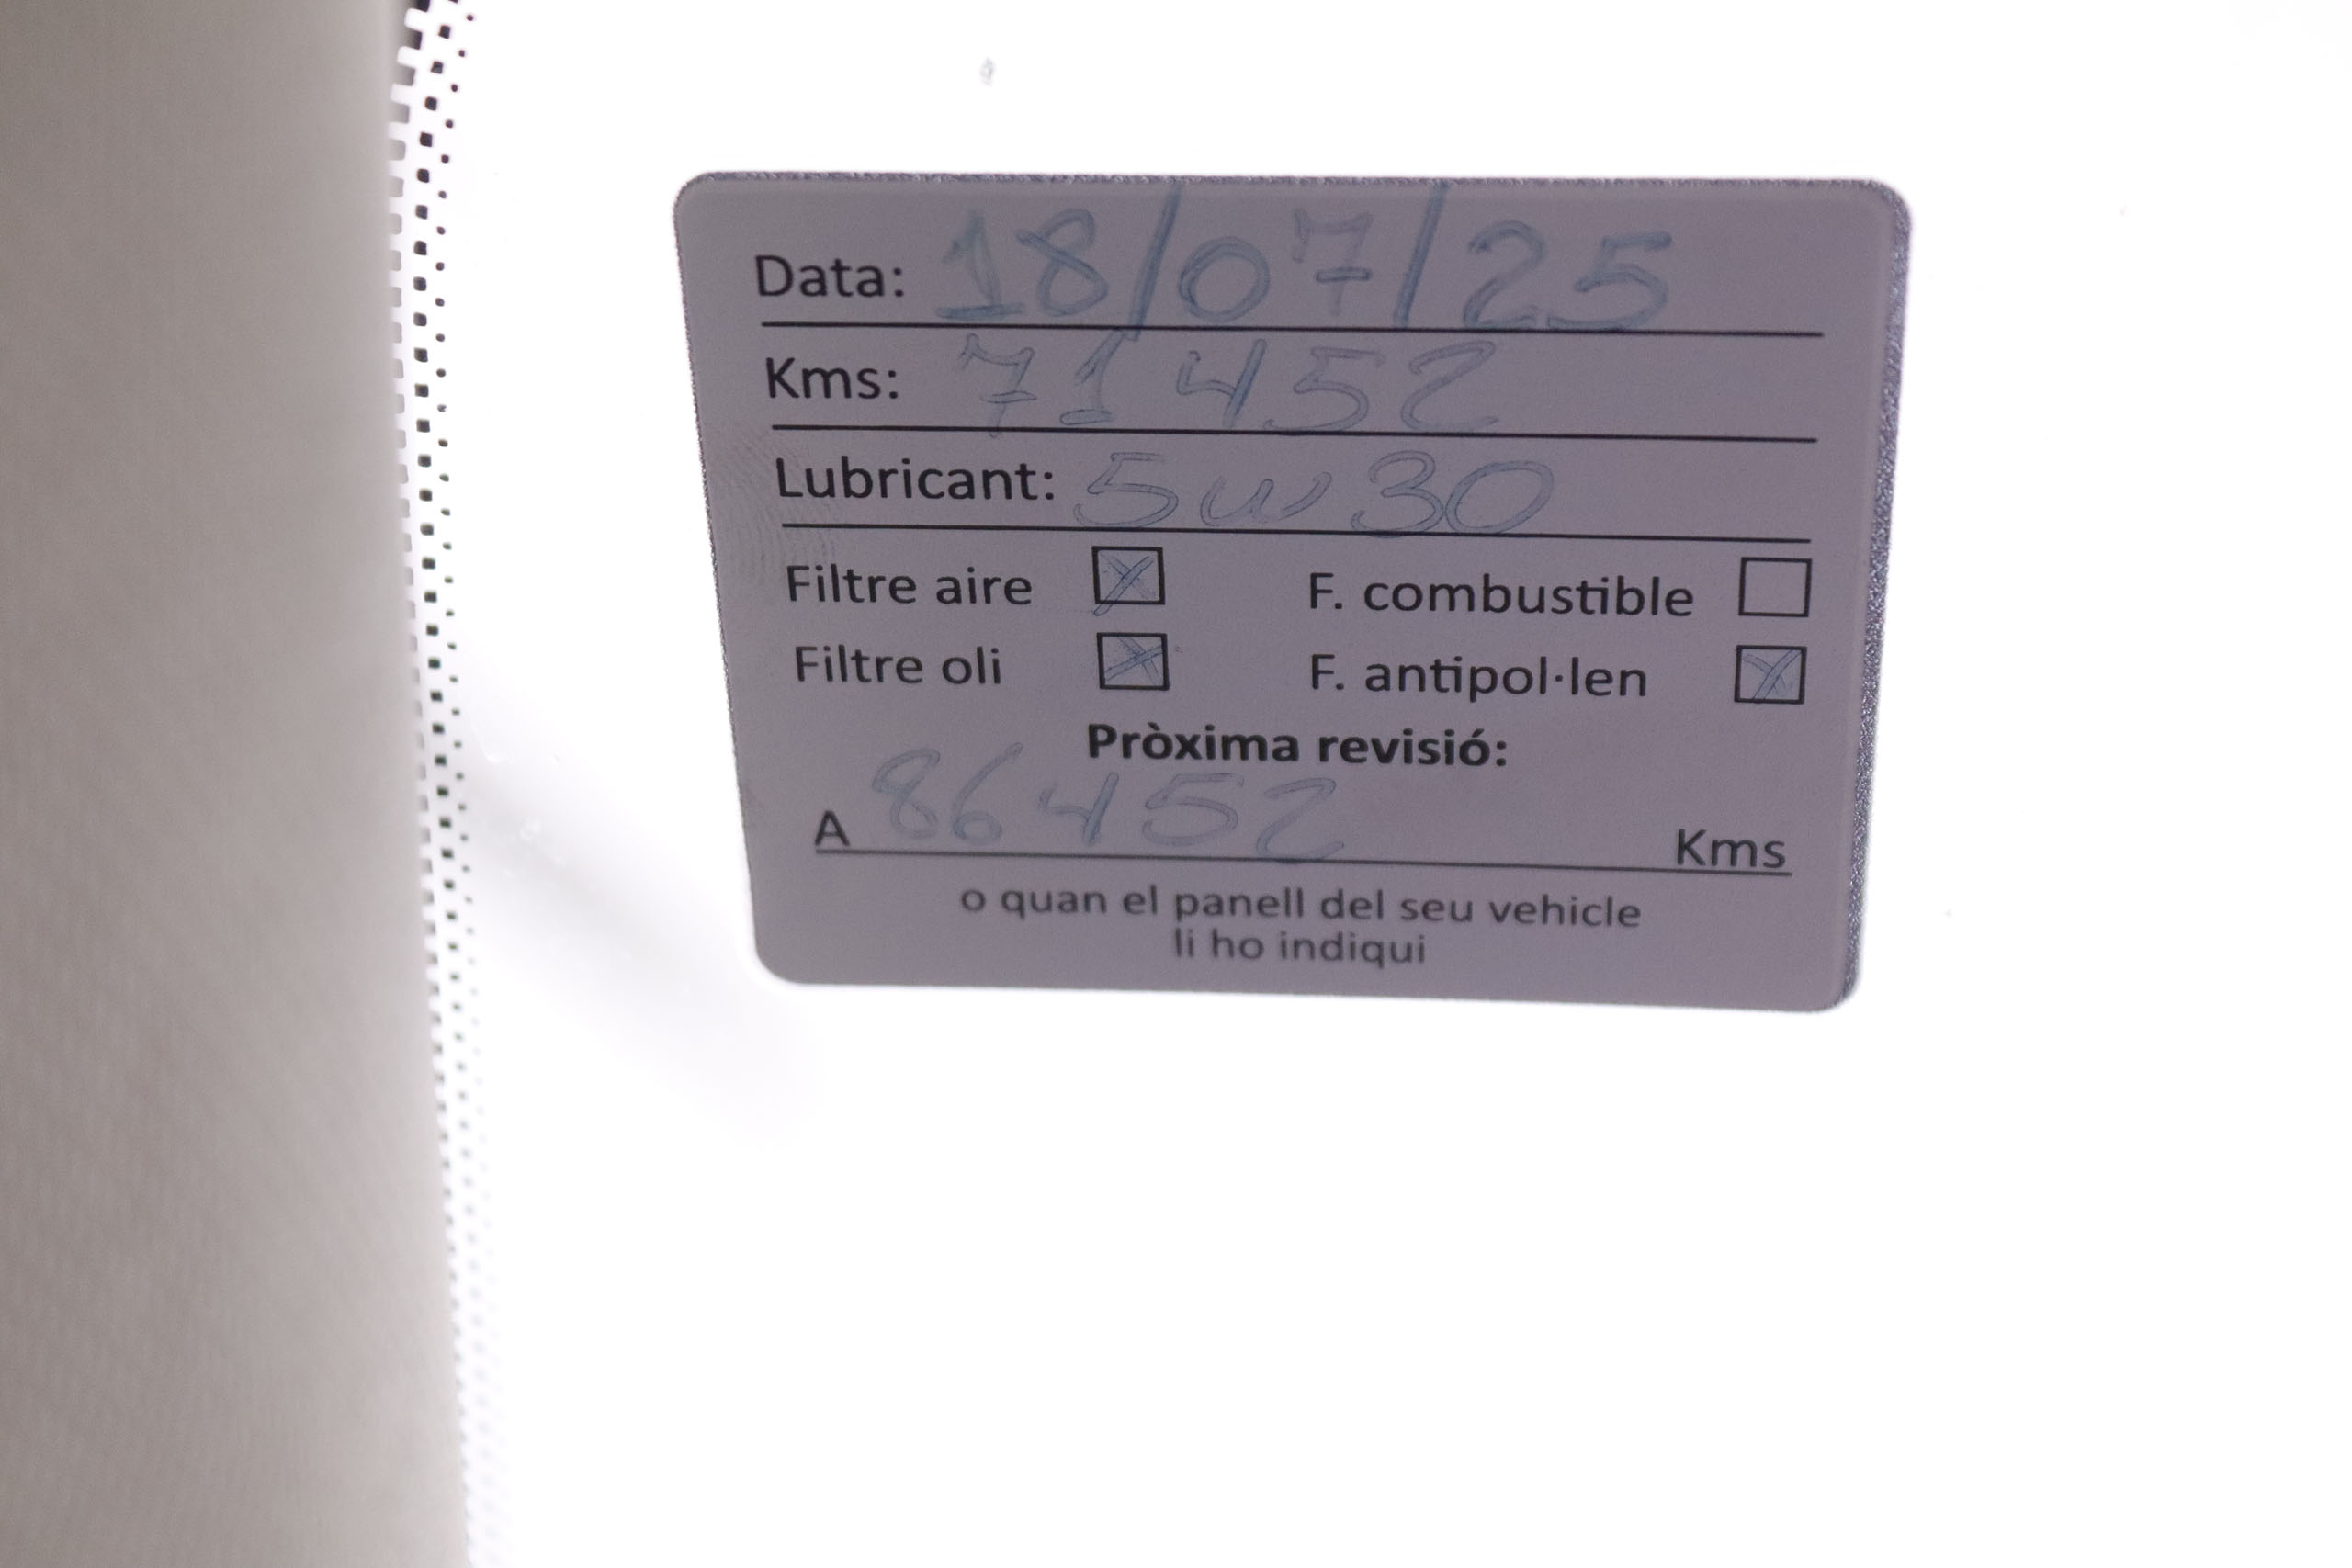 Data: 18/07/25
Kms: 71452
Lubricant: 5w30
Filtre aire ☒ F. combustible ☐
Filtre oli ☒ F. antipol·len ☒
Pròxima revisió:
A 86452 Kms
o quan el panell del seu vehicle
li ho indiqui